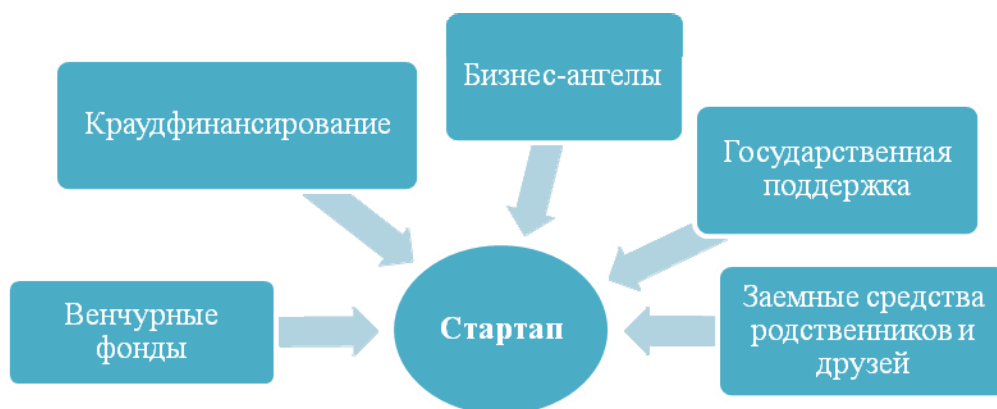 Бизнес-ангелы
Краудфинансирование
Государственная
поддержка
Венчурные
фонды
Стартап
Заемные средства
родственников и
друзей